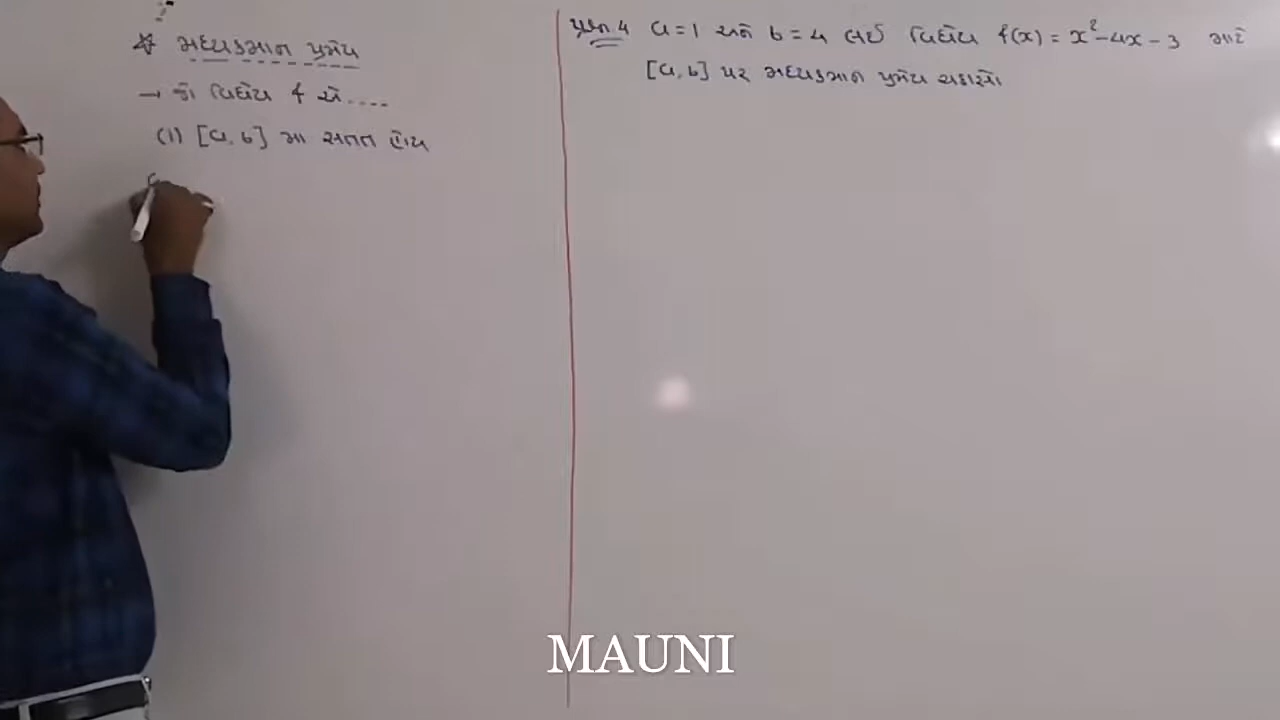 ☆ મધ્યકમાન પ્રમેય
→ જો વિધેય f એ....
(1) [a, b] માં સતત હોય
પ્રશ્ન 4 a = 1 અને b = 4 લઈ વિધેય f(x) = x² - 4x - 3 માટે
[a, b] પર મધ્યકમાન પ્રમેય ચકાસો
MAUNI